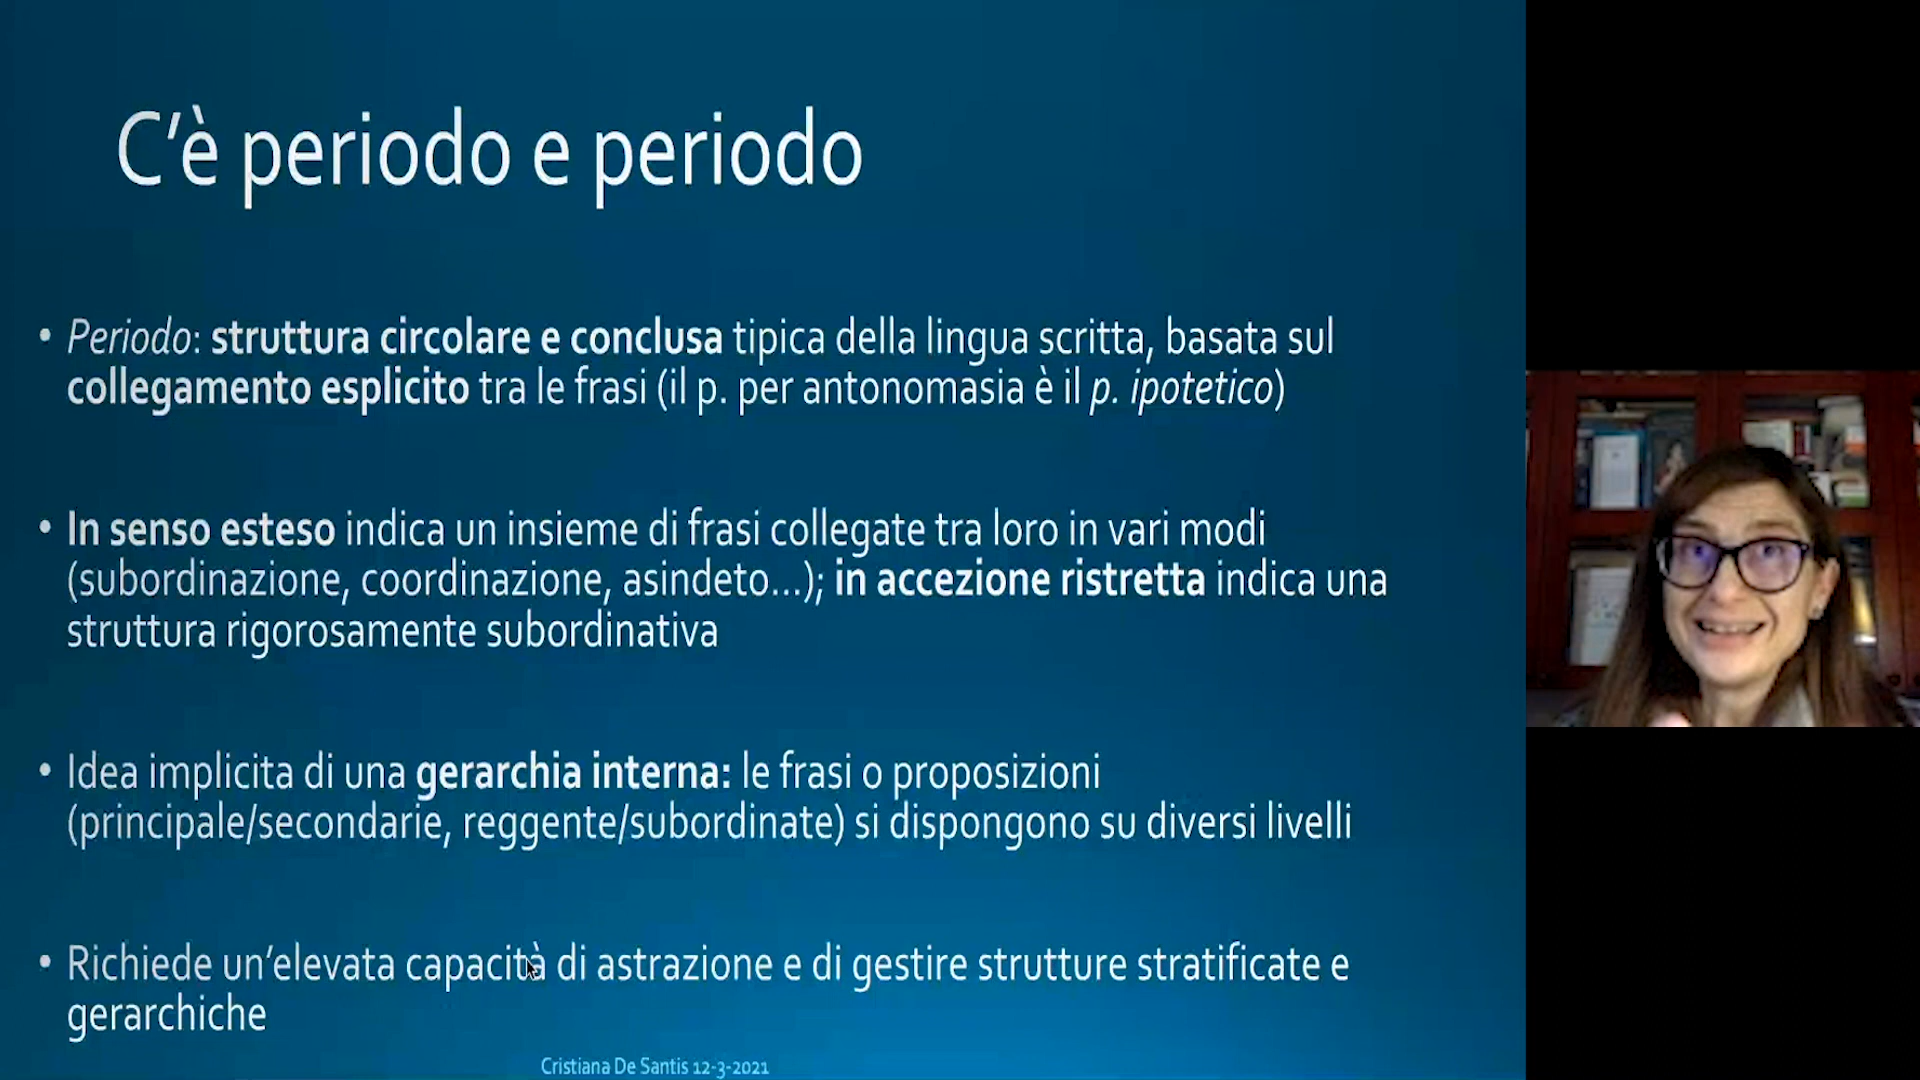 C'è periodo e periodo
• Periodo: struttura circolare e conclusa tipica della lingua scritta, basata sul
collegamento esplicito tra le frasi (il p. per antonomasia è il p. ipotetico)
• In senso esteso indica un insieme di frasi collegate tra loro in vari modi
(subordinazione, coordinazione, asindeto...); in accezione ristretta indica una
struttura rigorosamente subordinativa
• Idea implicita di una gerarchia interna: le frasi o proposizioni
(principale/secondarie, reggente/subordinate) si dispongono su diversi livelli
• Richiede un'elevata capacità di astrazione e di gestire strutture stratificate e
gerarchiche
Cristiana De Santis 12-3-2021